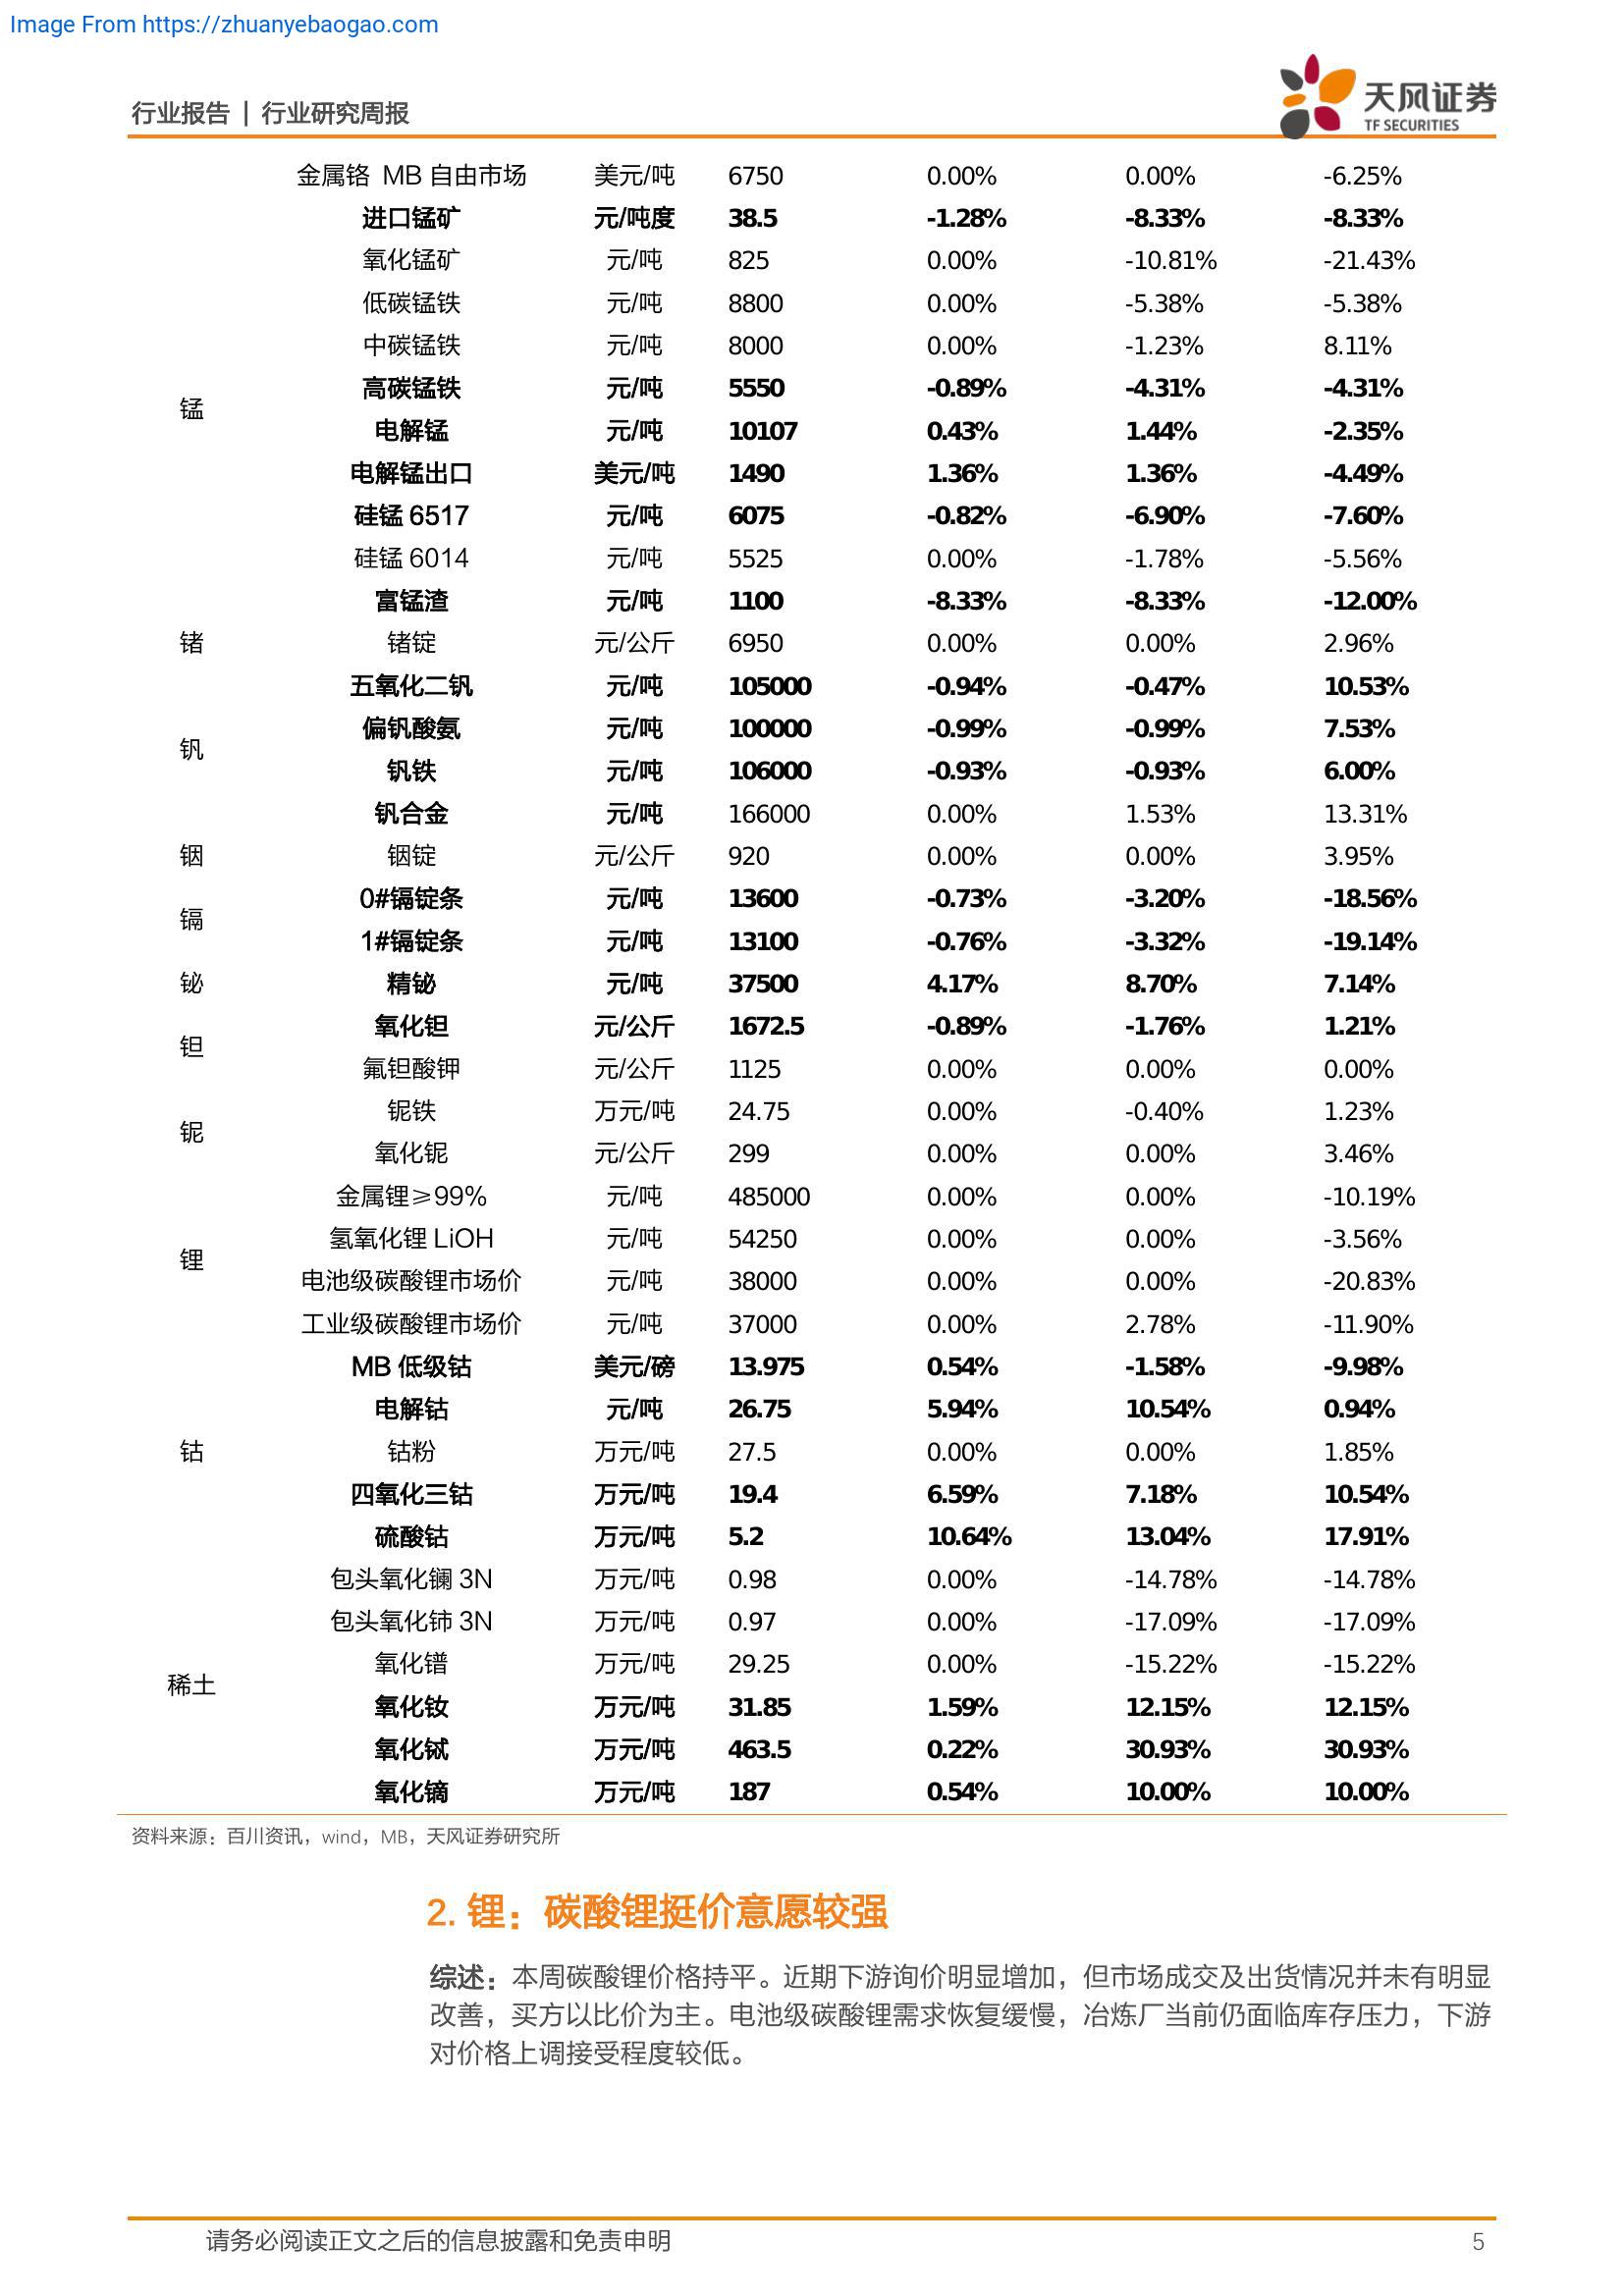 Image From https://zhuanyebaogao.com
行业报告 | 行业研究周报
天风证券
TF SECURITIES
金属铬 MB 自由市场 美元/吨 6750 0.00% 0.00% -6.25%
进口锰矿 元/吨度 38.5 -1.28% -8.33% -8.33%
氧化锰矿 元/吨 825 0.00% -10.81% -21.43%
低碳锰铁 元/吨 8800 0.00% -5.38% -5.38%
中碳锰铁 元/吨 8000 0.00% -1.23% 8.11%
高碳锰铁 元/吨 5550 -0.89% -4.31% -4.31%
锰
电解锰 元/吨 10107 0.43% 1.44% -2.35%
电解锰出口 美元/吨 1490 1.36% 1.36% -4.49%
硅锰 6517 元/吨 6075 -0.82% -6.90% -7.60%
硅锰 6014 元/吨 5525 0.00% -1.78% -5.56%
富锰渣 元/吨 1100 -8.33% -8.33% -12.00%
锗 锗锭 元/公斤 6950 0.00% 0.00% 2.96%
五氧化二钒 元/吨 105000 -0.94% -0.47% 10.53%
偏钒酸氨 元/吨 100000 -0.99% -0.99% 7.53%
钒
钒铁 元/吨 106000 -0.93% -0.93% 6.00%
钒合金 元/吨 166000 0.00% 1.53% 13.31%
铟 铟锭 元/公斤 920 0.00% 0.00% 3.95%
0#镉锭条 元/吨 13600 -0.73% -3.20% -18.56%
镉
1#镉锭条 元/吨 13100 -0.76% -3.32% -19.14%
铋 精铋 元/吨 37500 4.17% 8.70% 7.14%
氧化钽 元/公斤 1672.5 -0.89% -1.76% 1.21%
钽
氟钽酸钾 元/公斤 1125 0.00% 0.00% 0.00%
铌铁 万元/吨 24.75 0.00% -0.40% 1.23%
铌
氧化铌 元/公斤 299 0.00% 0.00% 3.46%
金属锂≥99% 元/吨 485000 0.00% 0.00% -10.19%
氢氧化锂 LiOH 元/吨 54250 0.00% 0.00% -3.56%
锂
电池级碳酸锂市场价 元/吨 38000 0.00% 0.00% -20.83%
工业级碳酸锂市场价 元/吨 37000 0.00% 2.78% -11.90%
MB 低级钴 美元/磅 13.975 0.54% -1.58% -9.98%
电解钴 元/吨 26.75 5.94% 10.54% 0.94%
钴 钴粉 万元/吨 27.5 0.00% 0.00% 1.85%
四氧化三钴 万元/吨 19.4 6.59% 7.18% 10.54%
硫酸钴 万元/吨 5.2 10.64% 13.04% 17.91%
包头氧化镧 3N 万元/吨 0.98 0.00% -14.78% -14.78%
包头氧化铈 3N 万元/吨 0.97 0.00% -17.09% -17.09%
氧化镨 万元/吨 29.25 0.00% -15.22% -15.22%
稀土
氧化钕 万元/吨 31.85 1.59% 12.15% 12.15%
氧化铽 万元/吨 463.5 0.22% 30.93% 30.93%
氧化镝 万元/吨 187 0.54% 10.00% 10.00%
资料来源：百川资讯，wind，MB，天风证券研究所
2. 锂：碳酸锂挺价意愿较强
综述：本周碳酸锂价格持平。近期下游询价明显增加，但市场成交及出货情况并未有明显
改善，买方以比价为主。电池级碳酸锂需求恢复缓慢，冶炼厂当前仍面临库存压力，下游
对价格上调接受程度较低。
请务必阅读正文之后的信息披露和免责申明 5